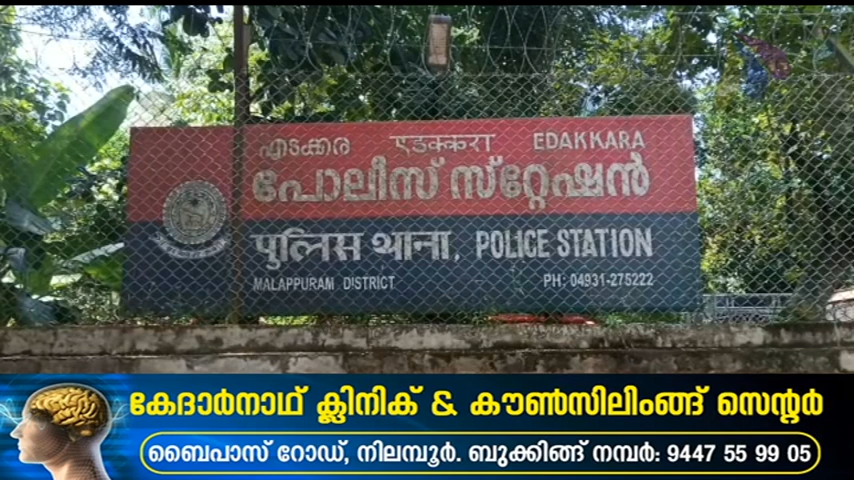 എടക്കര एडक्करा EDAKKARA
പോലീസ് സ്റ്റേഷൻ
पुलिस थाना, POLICE STATION
MALAPPURAM DISTRICT PH: 04931-275222
കേദാർനാഥ് ക്ലിനിക് & കൗൺസിലിംങ്ങ് സെന്റർ
ബൈപാസ് റോഡ്, നിലമ്പൂർ. ബുക്കിങ്ങ് നമ്പർ: 9447 55 99 05